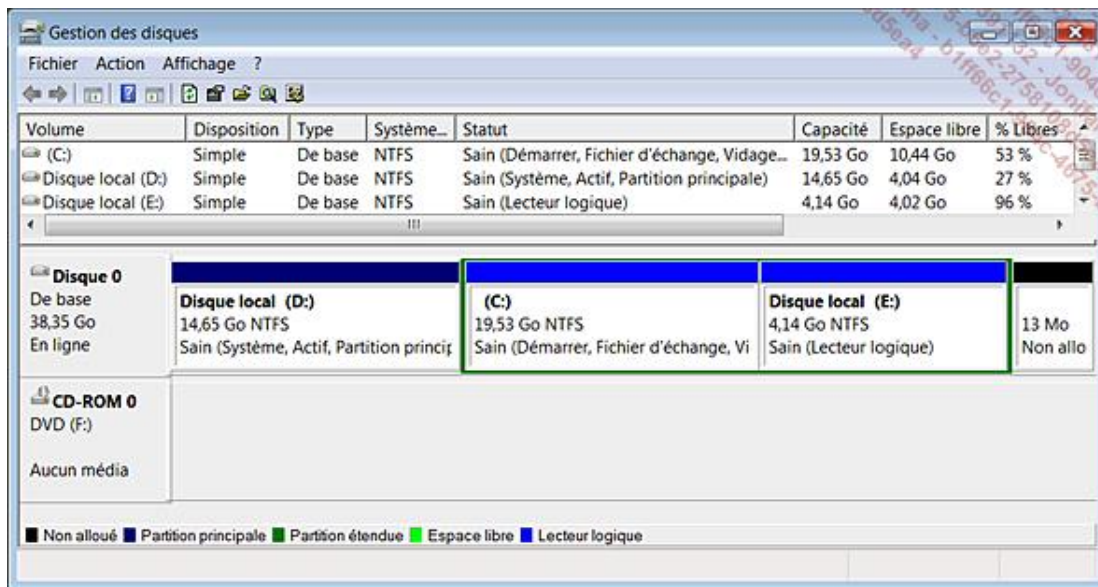 Gestion des disques
Fichier Action Affichage ?
Volume Disposition Type Système... Statut Capacité Espace libre % Libres
(C:) Simple De base NTFS Sain (Démarrer, Fichier d'échange, Vidage... 19,53 Go 10,44 Go 53 %
Disque local (D:) Simple De base NTFS Sain (Système, Actif, Partition principale) 14,65 Go 4,04 Go 27 %
Disque local (E:) Simple De base NTFS Sain (Lecteur logique) 4,14 Go 4,02 Go 96 %
Disque 0
De base
38,35 Go
En ligne
Disque local (D:)
14,65 Go NTFS
Sain (Système, Actif, Partition princip
(C:)
19,53 Go NTFS
Sain (Démarrer, Fichier d'échange, Vi
Disque local (E:)
4,14 Go NTFS
Sain (Lecteur logique)
13 Mo
Non allo
CD-ROM 0
DVD (F:)
Aucun média
Non alloué Partition principale Partition étendue Espace libre Lecteur logique